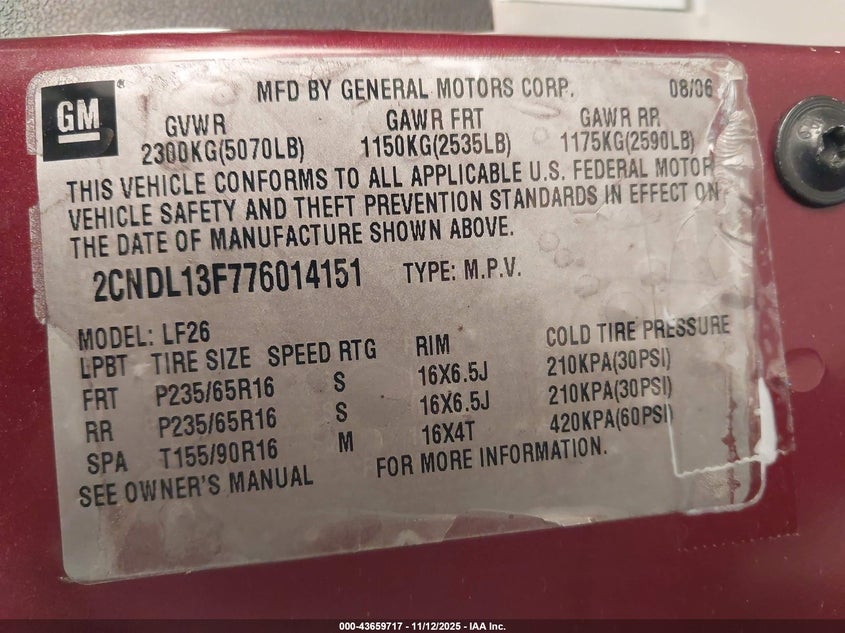 GM
MFD BY GENERAL MOTORS CORP. 08/06
GVWR GAWR FRT GAWR RR
2300KG(5070LB) 1150KG(2535LB) 1175KG(2590LB)
THIS VEHICLE CONFORMS TO ALL APPLICABLE U.S. FEDERAL MOTOR
VEHICLE SAFETY AND THEFT PREVENTION STANDARDS IN EFFECT ON
THE DATE OF MANUFACTURE SHOWN ABOVE.
2CNDL13F776014151 TYPE: M.P.V.
MODEL: LF26
LPBT TIRE SIZE SPEED RTG RIM COLD TIRE PRESSURE
FRT P235/65R16 S 16X6.5J 210KPA(30PSI)
RR P235/65R16 S 16X6.5J 210KPA(30PSI)
SPA T155/90R16 M 16X4T 420KPA(60PSI)
SEE OWNER'S MANUAL FOR MORE INFORMATION.
000-43659717 - 11/12/2025 - IAA Inc.